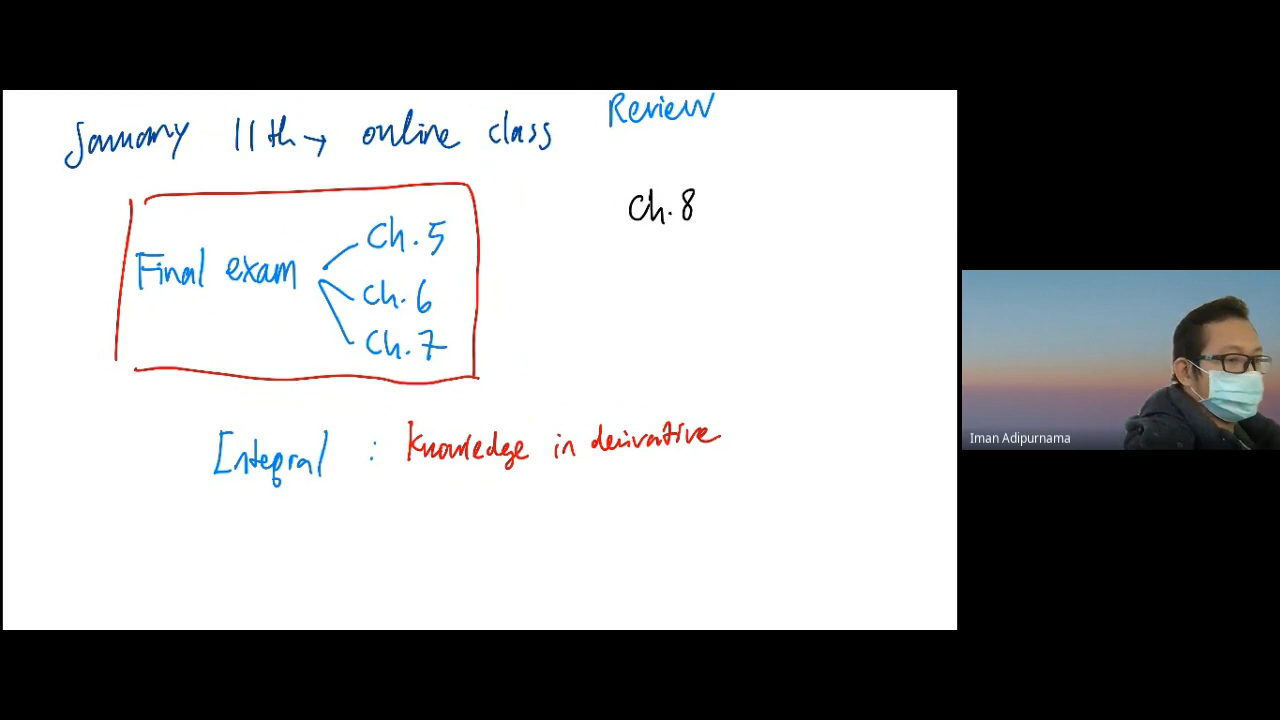 January 11th → online class
Review
Ch. 8
Final exam
Ch. 5
Ch. 6
Ch. 7
Integral : Knowledge in derivative
Iman Adipurnama